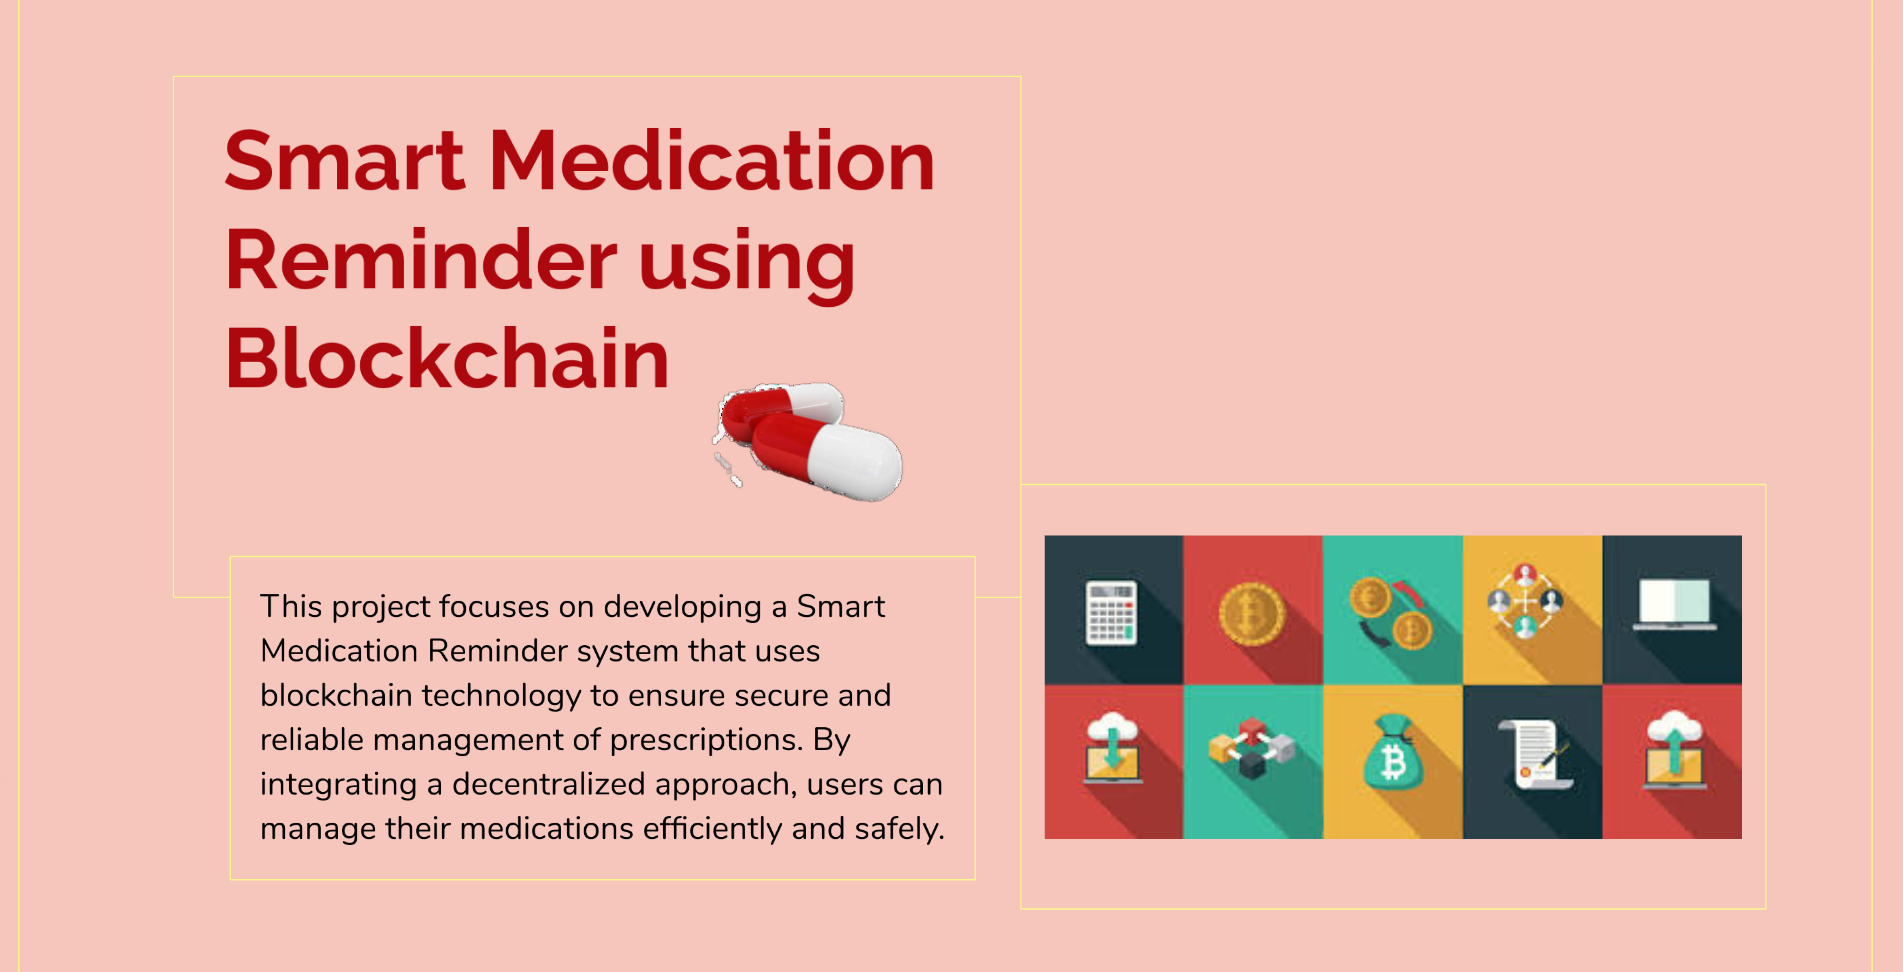 Smart Medication
Reminder using
Blockchain
This project focuses on developing a Smart
Medication Reminder system that uses
blockchain technology to ensure secure and
reliable management of prescriptions. By
integrating a decentralized approach, users can
manage their medications efficiently and safely.